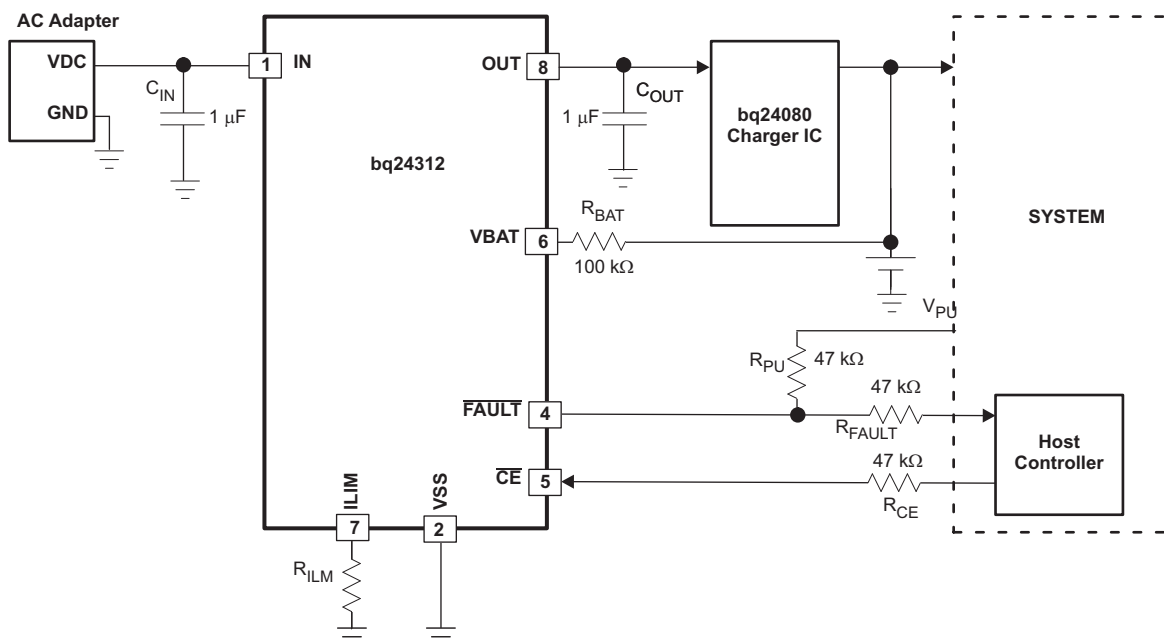 AC Adapter
VDC
GND
C_IN
1 μF
1
IN
bq24312
OUT
8
C_OUT
1 μF
bq24080
Charger IC
SYSTEM
VBAT
6
R_BAT
100 kΩ
V_PU
R_PU
47 kΩ
FAULT
4
47 kΩ
R_FAULT
Host
Controller
CE
5
47 kΩ
R_CE
ILIM
7
VSS
2
R_ILM